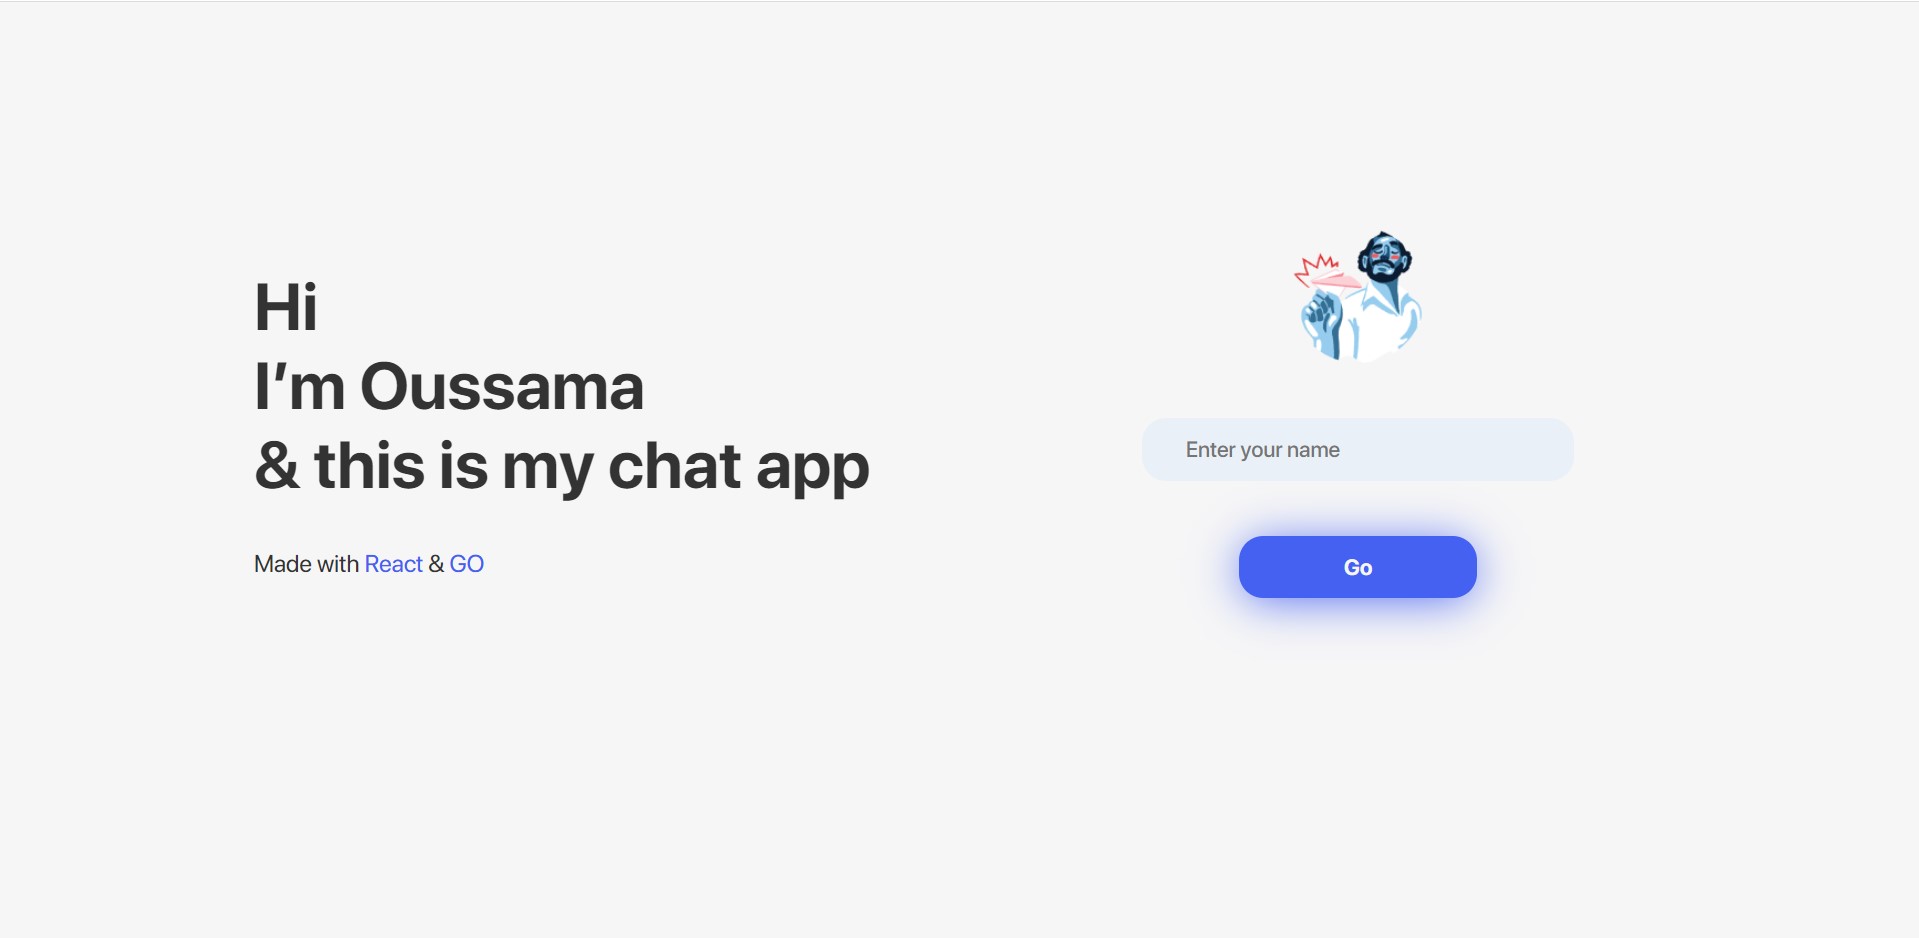 Hi
I’m Oussama
& this is my chat app
Made with React & GO
Enter your name
Go